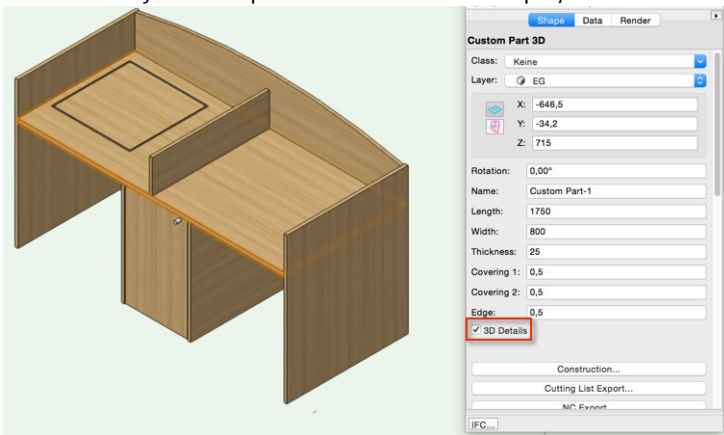 Shape Data Render
Custom Part 3D
Class: Keine
Layer: EG
X: -646,5
Y: -34,2
Z: 715
Rotation: 0,00°
Name: Custom Part-1
Length: 1750
Width: 800
Thickness: 25
Covering 1: 0,5
Covering 2: 0,5
Edge: 0,5
3D Details
Construction...
Cutting List Export...
NC Export
IFC...